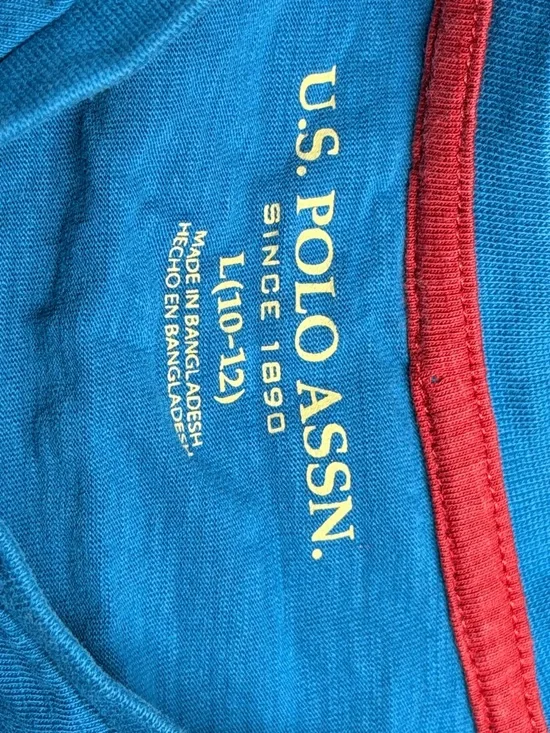 U.S. POLO ASSN.
SINCE 1890
L(10-12)
MADE IN BANGLADESH
HECHO EN BANGLADESH